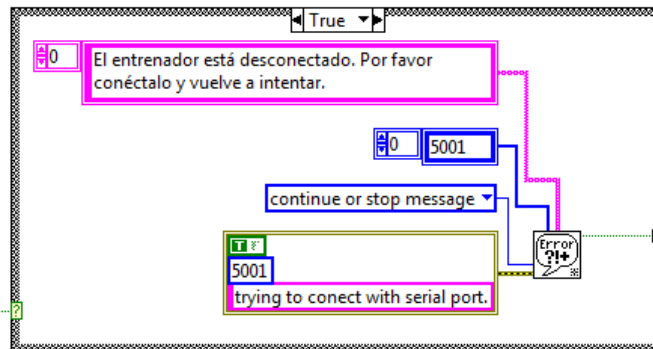 True
0
El entrenador está desconectado. Por favor
conéctalo y vuelve a intentar.
0
5001
continue or stop message
T F
5001
trying to conect with serial port.
Error
?!+
?